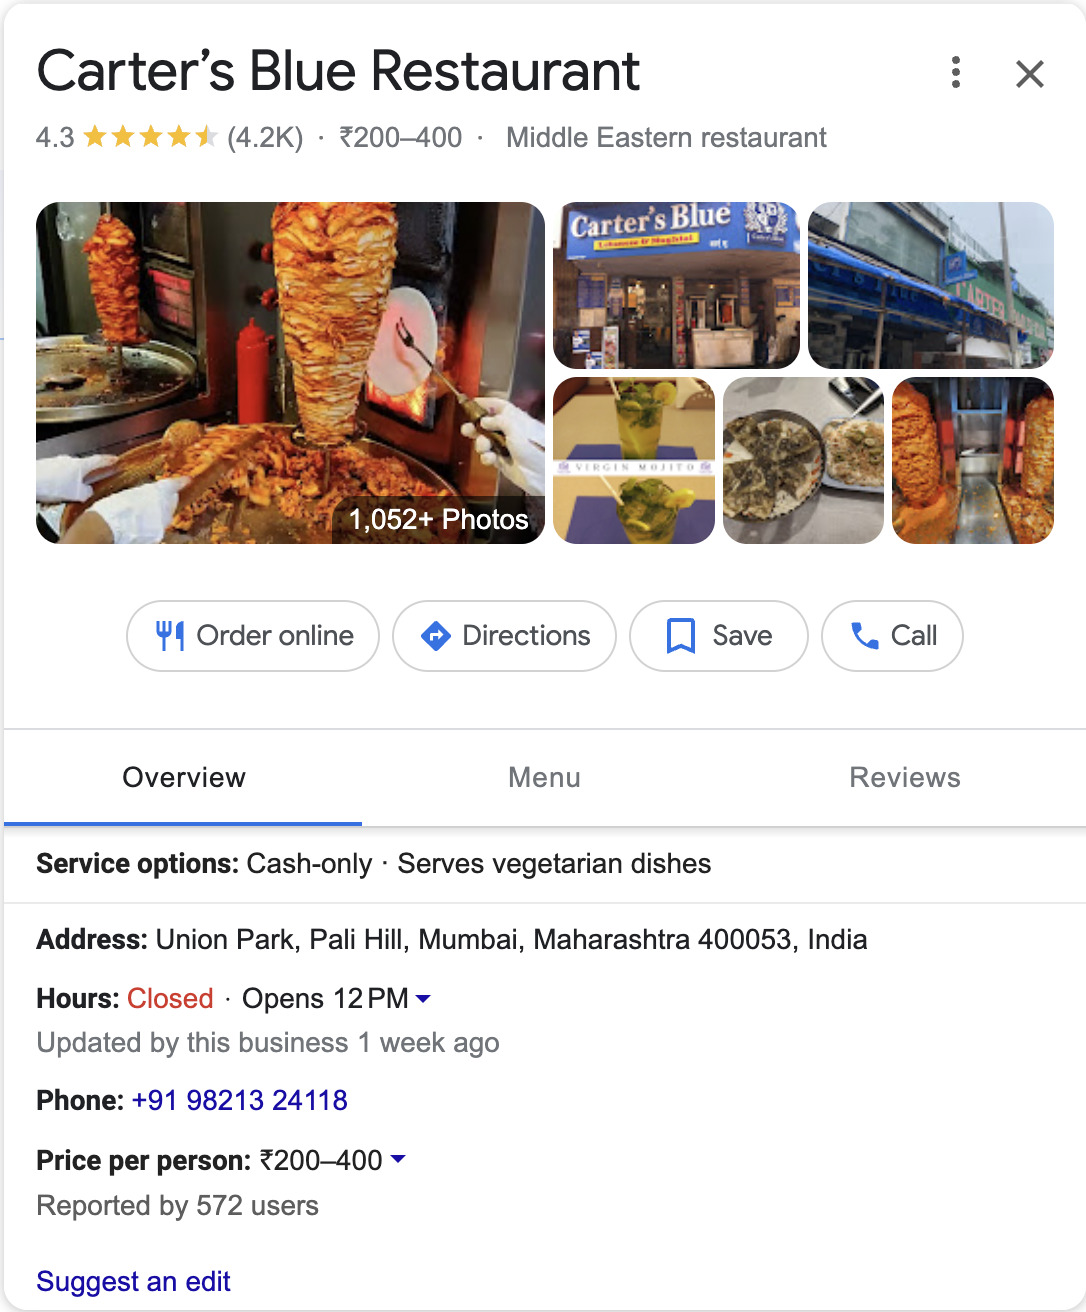 Carter’s Blue Restaurant
4.3 (4.2K) · ₹200–400 · Middle Eastern restaurant
Carter's Blue
Lebanese & Mughlai
CARTER
1,052+ Photos
VIRGIN MOJITO
Order online
Directions
Save
Call
Overview
Menu
Reviews
Service options: Cash-only · Serves vegetarian dishes
Address: Union Park, Pali Hill, Mumbai, Maharashtra 400053, India
Hours: Closed · Opens 12 PM
Updated by this business 1 week ago
Phone: +91 98213 24118
Price per person: ₹200–400
Reported by 572 users
Suggest an edit